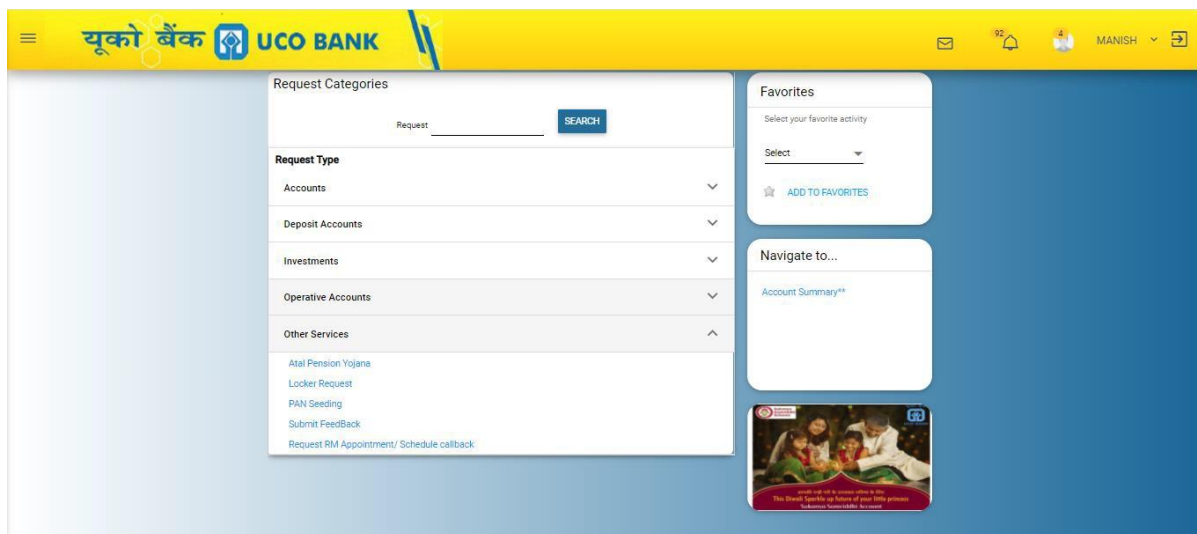 यूको बैंक UCO BANK
92
4
MANISH
Request Categories
Request
SEARCH
Request Type
Accounts
Deposit Accounts
Investments
Operative Accounts
Other Services
Atal Pension Yojana
Locker Request
PAN Seeding
Submit FeedBack
Request RM Appointment/ Schedule callback
Favorites
Select your favorite activity
Select
ADD TO FAVORITES
Navigate to...
Account Summary**
This Diwali Sparkle up future of your little princess
Sukanya Samriddhi Account